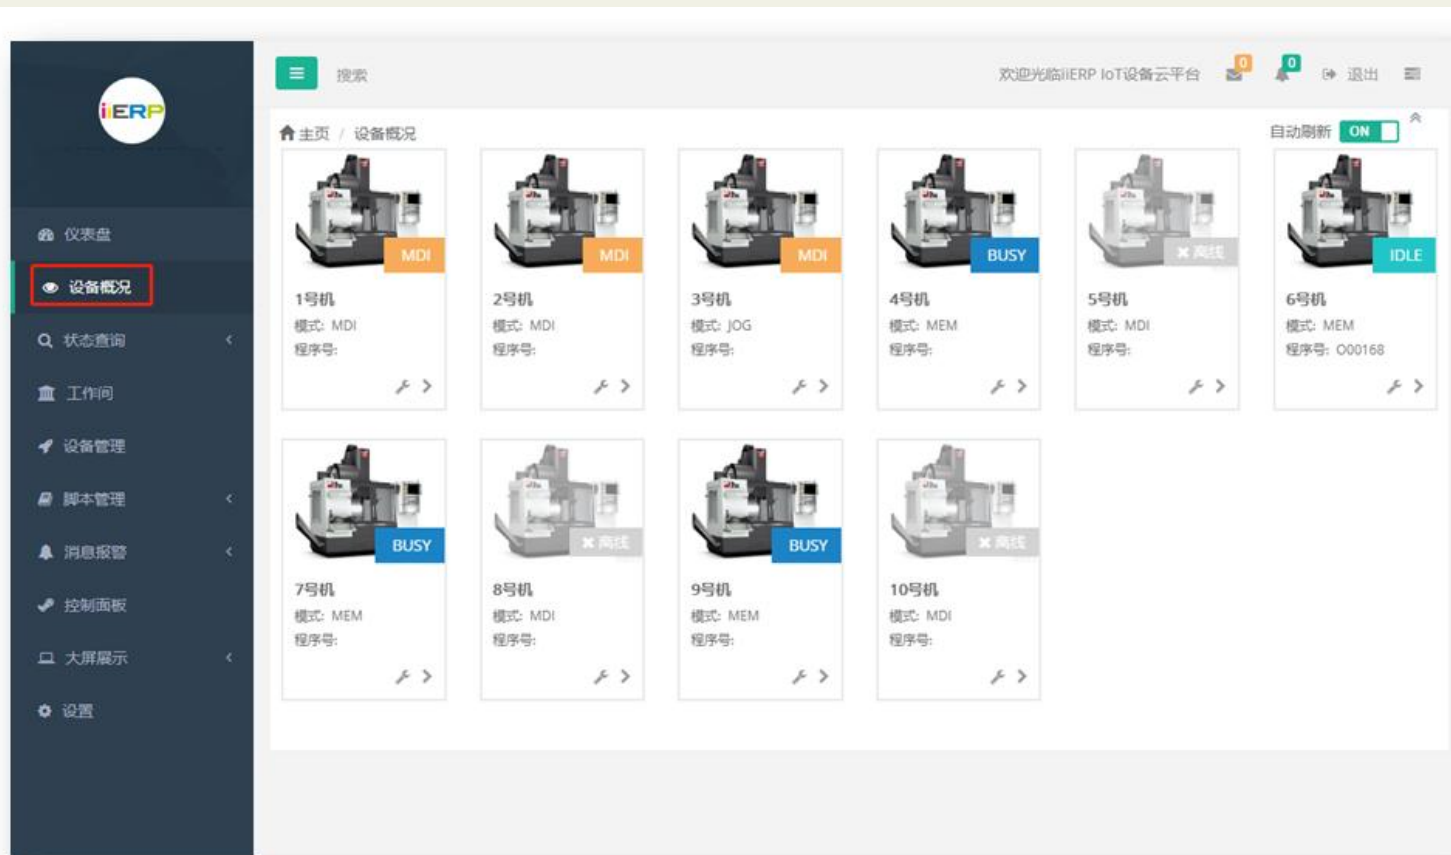 iiERP
搜索
欢迎光临iiERP IoT设备云平台
0
0
退出
主页 / 设备概况
自动刷新 ON
仪表盘
设备概况
状态查询
工作间
设备管理
脚本管理
消息报警
控制面板
大屏展示
设置
MDI
1号机
模式: MDI
程序号:
MDI
2号机
模式: MDI
程序号:
MDI
3号机
模式: JOG
程序号:
BUSY
4号机
模式: MEM
程序号:
离线
5号机
模式: MDI
程序号:
IDLE
6号机
模式: MEM
程序号: O00168
BUSY
7号机
模式: MEM
程序号:
离线
8号机
模式: MDI
程序号:
BUSY
9号机
模式: MEM
程序号:
离线
10号机
模式: MDI
程序号: